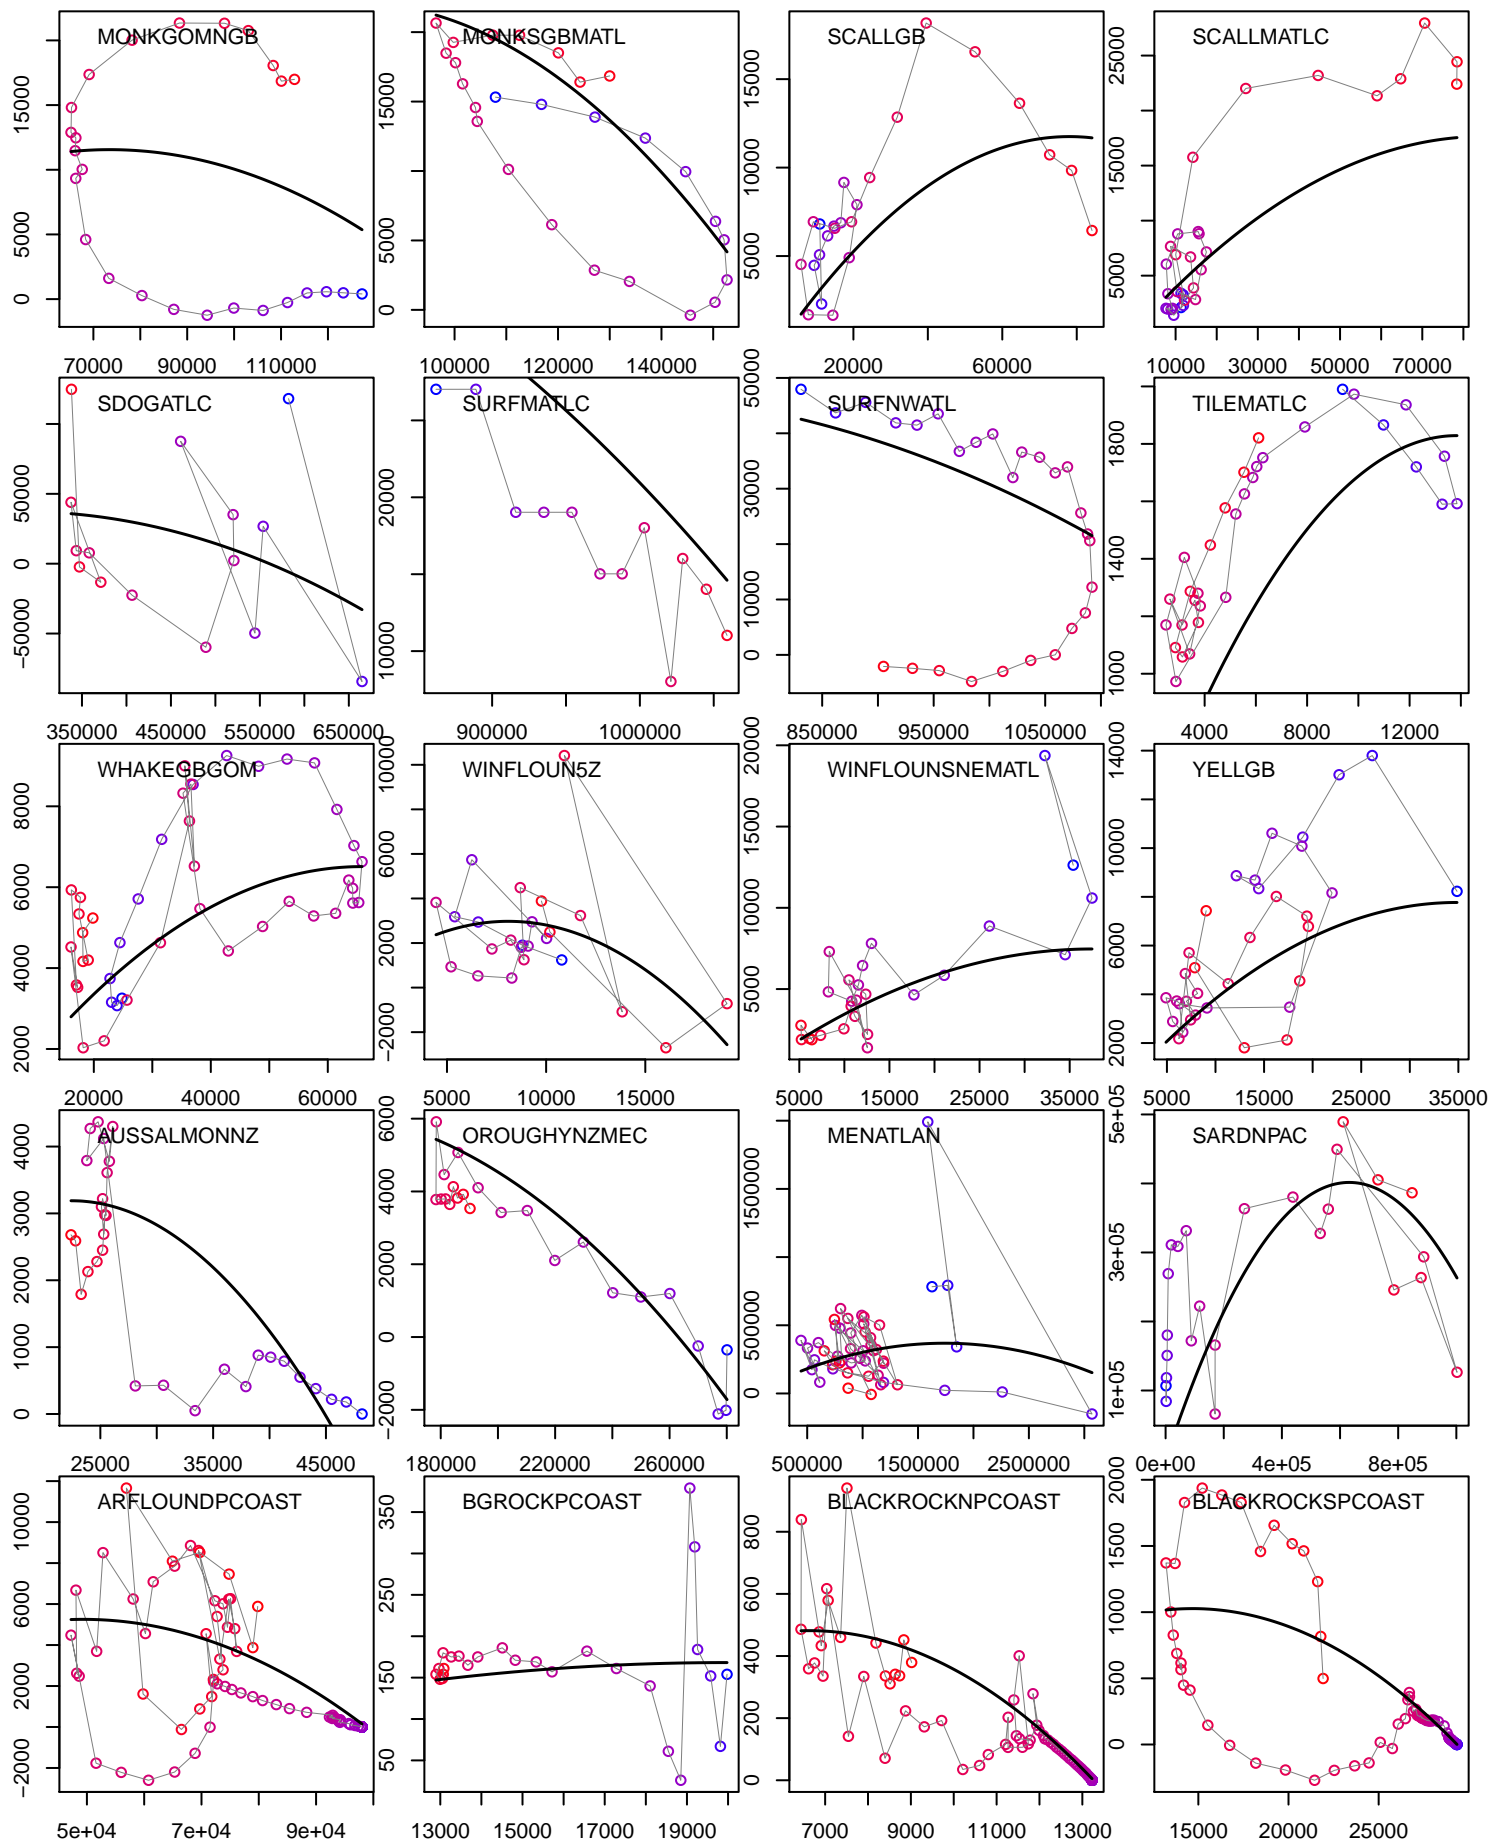 MONKGOMNGB
MONKSGBMATL
SCALLGB
SCALLMATLC
0 5000 15000
0 5000 15000
5000 10000 15000
5000 15000 25000
70000 90000 110000
100000 120000 140000
20000 60000
10000 30000 50000 70000
SDOGATLC
SURFMATLC
SURFNWATL
TILEMATLC
−50000 0 50000
10000 20000
0 10000 30000 50000
1000 1400 1800
350000 450000 550000 650000
900000 1000000
850000 950000 1050000
4000 8000 12000
WHAKEGBGOM
WINFLOUN5Z
WINFLOUNSNEMATL
YELLGB
2000 4000 6000 8000
−2000 2000 6000 10000
5000 10000 15000 20000
2000 6000 10000 14000
20000 40000 60000
5000 10000 15000
5000 15000 25000 35000
5000 15000 25000 35000
AUSSALMONNZ
OROUGHYNZMEC
MENATLAN
SARDNPAC
0 1000 2000 3000 4000
−2000 0 2000 4000 6000
0 500000 1500000
1e+05 3e+05 5e+05
25000 35000 45000
180000 220000 260000
500000 1500000 2500000
0e+00 4e+05 8e+05
ARFLOUNDPCOAST
BGROCKPCOAST
BLACKROCKNPCOAST
BLACKROCKSPCOAST
−2000 2000 6000 10000
50 150 250 350
0 200 400 600 800
0 500 1000 1500 2000
5e+04 7e+04 9e+04
13000 15000 17000 19000
7000 9000 11000 13000
15000 20000 25000